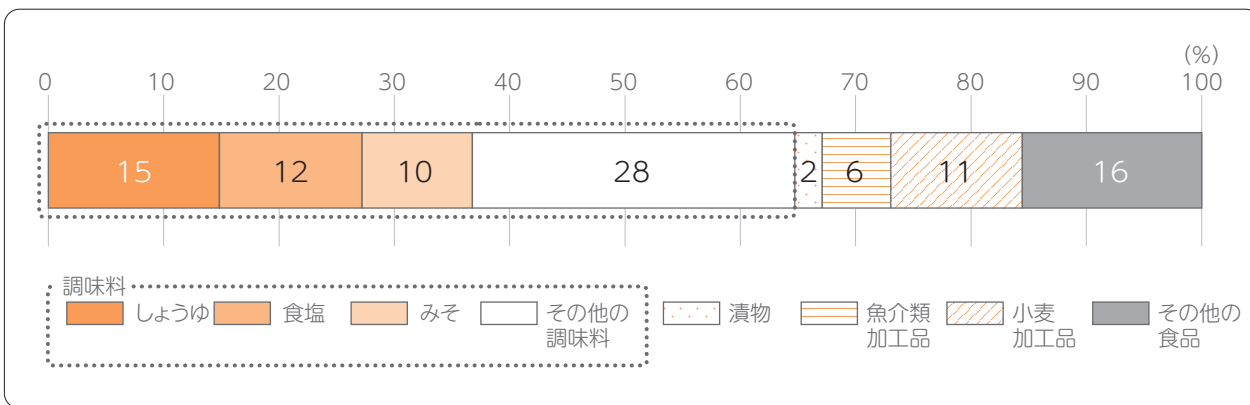 (%)
0 10 20 30 40 50 60 70 80 90 100
15 12 10 28 2 6 11 16
調味料
しょうゆ 食塩 みそ その他の 漬物 魚介類 小麦 その他の
調味料 加工品 加工品 食品